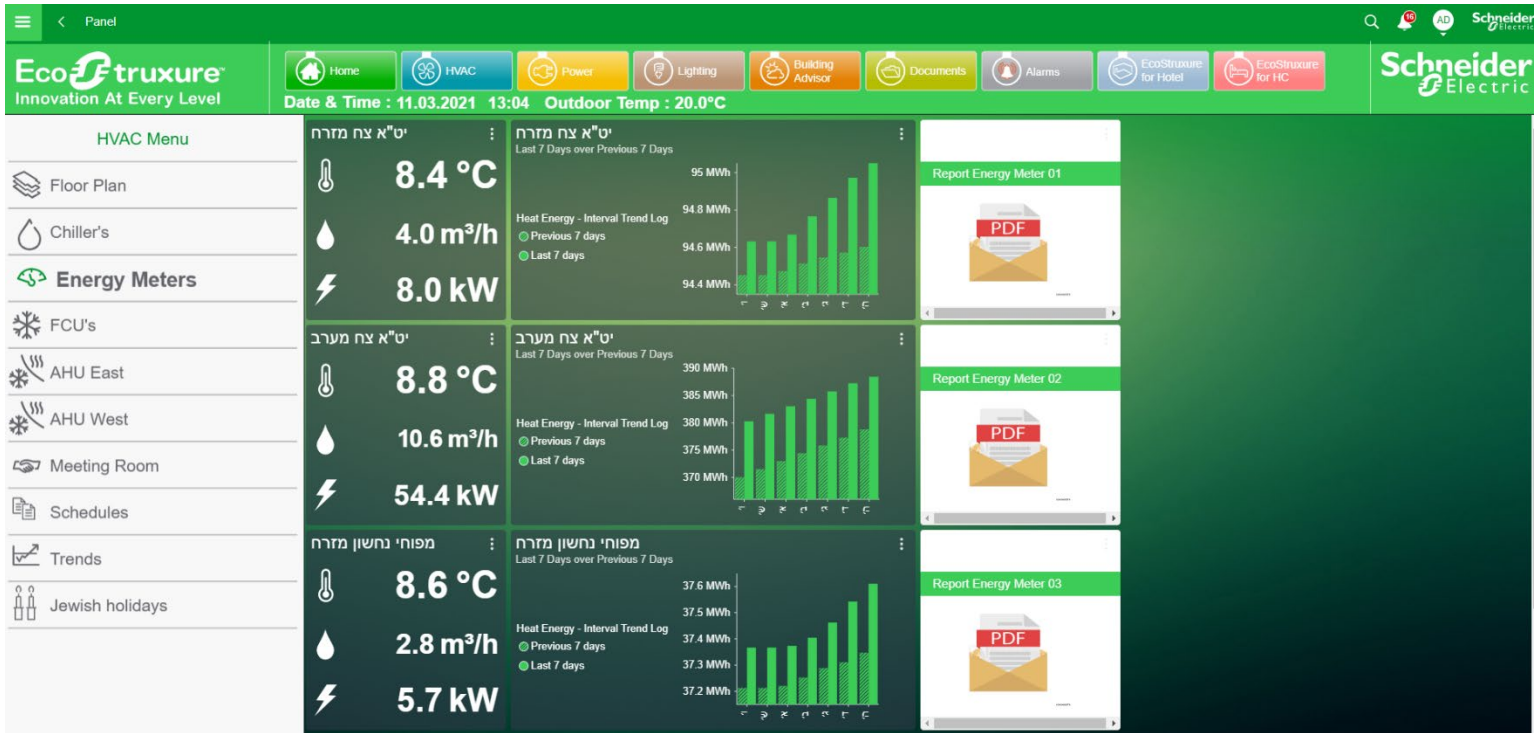 Panel
16
AD
Schneider
Electric
EcoStruxure™
Innovation At Every Level
Home
HVAC
Power
Lighting
Building
Advisor
Documents
Alarms
EcoStruxure
for Hotel
EcoStruxure
for HC
Date & Time : 11.03.2021 13:04 Outdoor Temp : 20.0°C
Schneider
Electric
HVAC Menu
Floor Plan
Chiller's
Energy Meters
FCU's
AHU East
AHU West
Meeting Room
Schedules
Trends
Jewish holidays
יט"א צח מזרח
8.4 °C
4.0 m³/h
8.0 kW
יט"א צח מזרח
Last 7 Days over Previous 7 Days
Heat Energy - Interval Trend Log
Previous 7 days
Last 7 days
95 MWh
94.8 MWh
94.6 MWh
94.4 MWh
Report Energy Meter 01
PDF
יט"א צח מערב
8.8 °C
10.6 m³/h
54.4 kW
יט"א צח מערב
Last 7 Days over Previous 7 Days
Heat Energy - Interval Trend Log
Previous 7 days
Last 7 days
390 MWh
385 MWh
380 MWh
375 MWh
370 MWh
Report Energy Meter 02
PDF
מפוחי נחשון מזרח
8.6 °C
2.8 m³/h
5.7 kW
מפוחי נחשון מזרח
Last 7 Days over Previous 7 Days
Heat Energy - Interval Trend Log
Previous 7 days
Last 7 days
37.6 MWh
37.5 MWh
37.4 MWh
37.3 MWh
37.2 MWh
Report Energy Meter 03
PDF